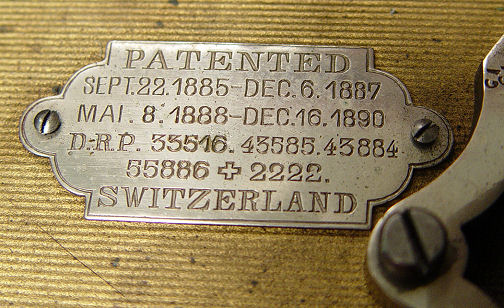 PATENTED
SEPT.22.1885-DEC.6.1887
MAI.8.1888-DEC.16.1890
D.R.P. 33516.43585.43884
55886 + 2222.
SWITZERLAND